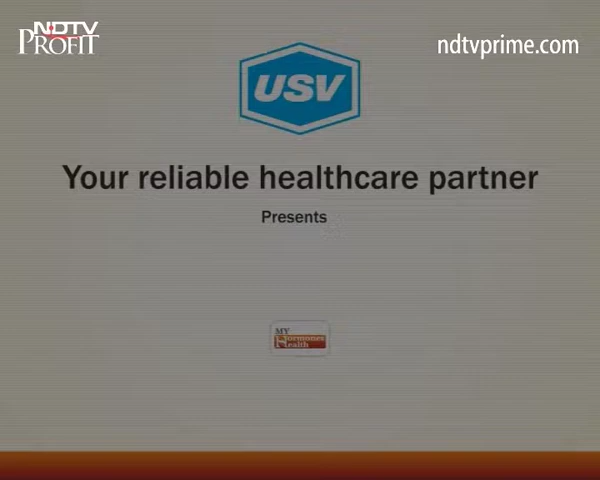 NDTV
PROFIT
ndtvprime.com
USV
Your reliable healthcare partner
Presents
MY
Hormones
Health